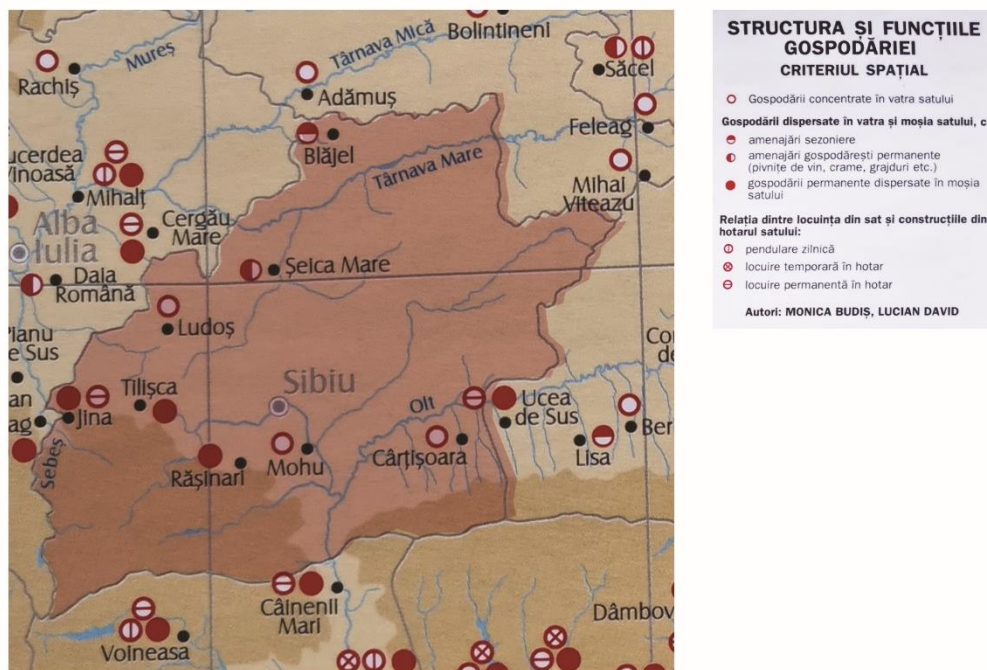 Bolintineni
Târnava Mică
Mureș
Rachiș
Săcel
Adămuș
Feleag
Blăjel
Târnava Mare
ucerdea
Vinoasă
Mihalț
Mihai
Viteazu
Cergău
Mare
Alba
Iulia
Șeica Mare
Daia
Română
Ludoș
Planu
e Sus
Co
de
Sibiu
Tilișca
an
ag
Jina
Olt
Ucea
de Sus
Ber
Sebeș
Rășinari
Mohu
Cârțișoara
Lisa
Câinenii
Mari
Dâmbov
Voineasa
STRUCTURA ȘI FUNCȚIILE
GOSPODĂRIEI
CRITERIUL SPAȚIAL
Gospodării concentrate în vatra satului
Gospodării dispersate în vatra și moșia satului, c
amenajări sezoniere
amenajări gospodărești permanente
(pivnițe de vin, crame, grajduri etc.)
gospodării permanente dispersate în moșia
satului
Relația dintre locuința din sat și construcțiile din
hotarul satului:
pendulare zilnică
locuire temporară în hotar
locuire permanentă în hotar
Autori: MONICA BUDIȘ, LUCIAN DAVID